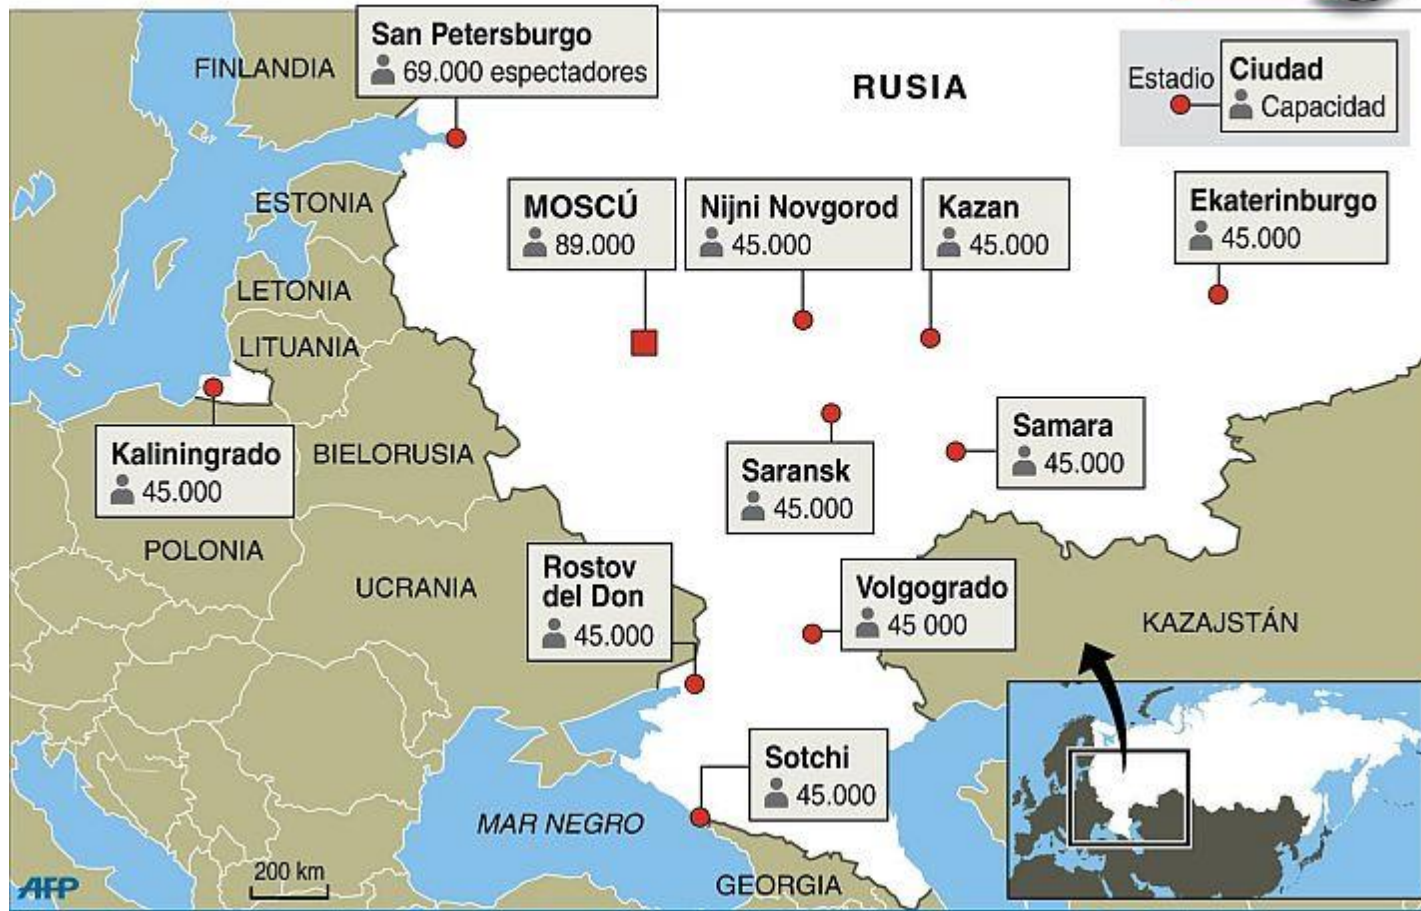 San Petersburgo
69.000 espectadores
FINLANDIA
RUSIA
Estadio
Ciudad
Capacidad
ESTONIA
MOSCÚ
89.000
Nijni Novgorod
45.000
Kazan
45.000
Ekaterinburgo
45.000
LETONIA
LITUANIA
Kaliningrado
45.000
BIELORUSIA
Saransk
45.000
Samara
45.000
POLONIA
UCRANIA
Rostov
del Don
45.000
Volgogrado
45 000
KAZAJSTÁN
Sotchi
45.000
MAR NEGRO
GEORGIA
200 km
AFP